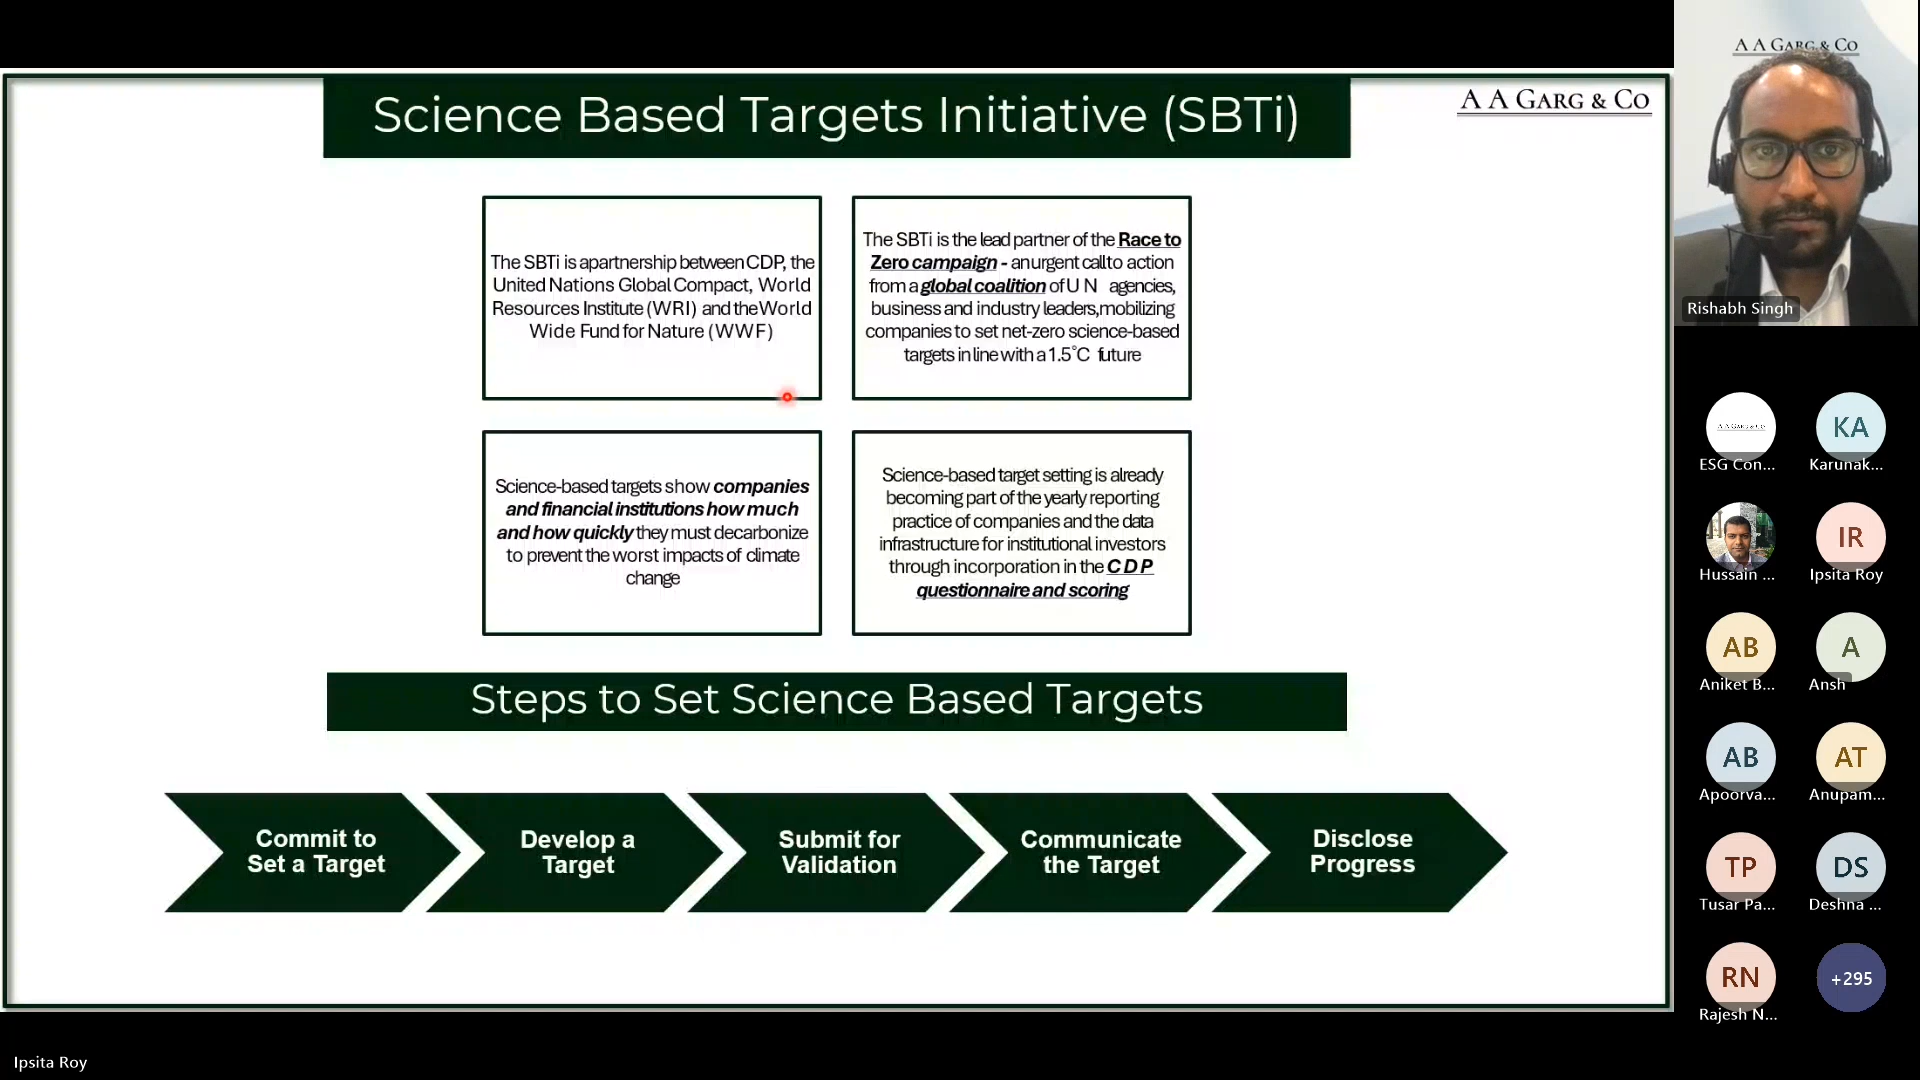 Science Based Targets Initiative (SBTi)
A A GARG & CO
The SBTi is apartnership between CDP, the
United Nations Global Compact, World
Resources Institute (WRI) and theWorld
Wide Fund for Nature (WWF)
The SBTi is the lead partner of the Race to
Zero campaign - anurgent callto action
from a global coalition of U N agencies,
business and industry leaders,mobilizing
companies to set net-zero science-based
targets in line with a 1.5°C future
Science-based targets show companies
and financial institutions how much
and how quickly they must decarbonize
to prevent the worst impacts of climate
change
Science-based target setting is already
becoming part of the yearly reporting
practice of companies and the data
infrastructure for institutional investors
through incorporation in the C D P
questionnaire and scoring
Steps to Set Science Based Targets
Commit to
Set a Target
Develop a
Target
Submit for
Validation
Communicate
the Target
Disclose
Progress
A A GARG & CO
Rishabh Singh
A A GARG & CO
ESG Con...
KA
Karunak...
Hussain ...
IR
Ipsita Roy
AB
Aniket B...
A
Ansh
AB
Apoorva...
AT
Anupam...
TP
Tusar Pa...
DS
Deshna ...
RN
Rajesh N...
+295
Ipsita Roy